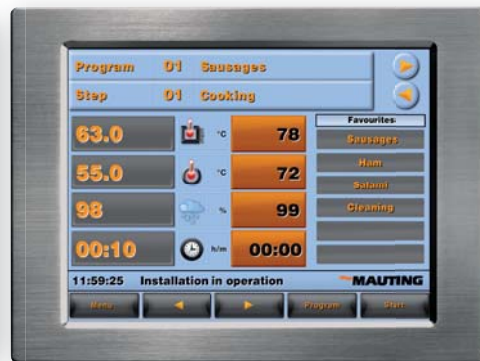 Program 01 Sausages
Step 01 Cooking
63.0 °C 78
55.0 °C 72
98 % 99
00:10 h/m 00:00
Favourites:
Sausages
Ham
Salami
Cleaning
11:59:25 Installation in operation MAUTING
Menu Program Start